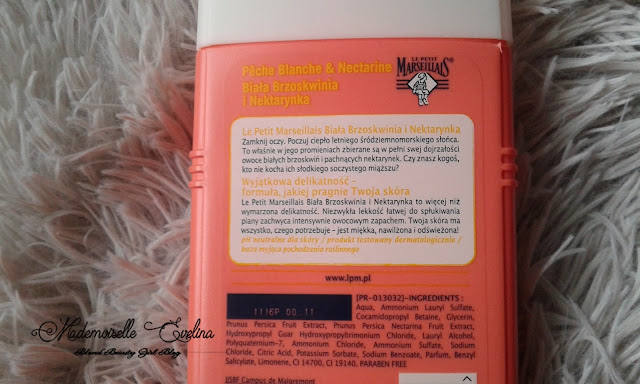 Pêche Blanche & Nectarine
Biała Brzoskwinia
i Nektarynka
LE PETIT
MARSEILLAIS®
Le Petit Marseillais Biała Brzoskwinia i Nektarynka
Zamknij oczy. Poczuj ciepło letniego śródziemnomorskiego słońca.
To właśnie w jego promieniach zbierane są w pełni swej dojrzałości
owoce białych brzoskwiń i pachnących nektarynek. Czy znasz kogoś,
kto nie kocha ich słodkiego soczystego miąższu?
Wyjątkowa delikatność –
formuła, jakiej pragnie Twoja skóra
Le Petit Marseillais Biała Brzoskwinia i Nektarynka to więcej niż
wymarzona delikatność. Niezwykła lekkość łatwej do spłukiwania
piany zachwyca intensywnie owocowym zapachem. Twoja skóra ma
wszystko, czego potrzebuje – jest miękka, nawilżona i odświeżona!
pH neutralne dla skóry / produkt testowany dermatologicznie /
baza myjąca pochodzenia roślinnego
www.lpm.pl
1116P 00 11
[PR-013032]-INGREDIENTS :
Aqua, Ammonium Lauryl Sulfate,
Cocamidopropyl Betaine, Glycerin,
Prunus Persica Fruit Extract, Prunus Persica Nectarina Fruit Extract,
Hydroxypropyl Guar Hydroxypropyltrimonium Chloride, Lauryl Alcohol,
Polyquaternium-7, Ammonium Chloride, Ammonium Sulfate, Sodium
Chloride, Citric Acid, Potassium Sorbate, Sodium Benzoate, Parfum, Benzyl
Salicylate, Limonene, CI 14700, CI 19140. PARABEN FREE
JGBF Campus de Maigremont
Mademoiselle Evelina
Blond Beauty Girl Blog